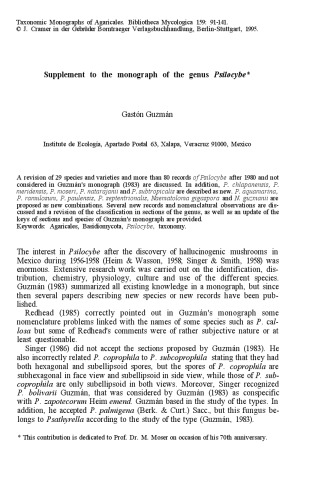 Taxonomic Monographs of Agaricales. Bibliotheca Mycologica 159: 91-141.
© J. Cramer in der Gebrüder Borntraeger Verlagsbuchhandlung, Berlin-Stuttgart, 1995.
Supplement to the monograph of the genus Psilocybe*
Gastón Guzmán
Institute de Ecologia, Apartado Postal 63, Xalapa, Veracruz 91000, Mexico
A revision of 29 species and varieties and more than 80 records of Psilocybe after 1980 and not
considered in Guzmán's monograph (1983) are discussed. In addition, P. chiapanensis, P.
meridensis, P. moseri, P. natarajanii and P. subtropicalis are described as new. P. aquamarina,
P. ramulosum, P. paulensis, P. septentrionalis, Haematoloma gigaspora and H. guzmanii are
proposed as new combinations. Several new records and nomenclatural observations are dis-
cussed and a revision of the classification in sections of the genus, as well as an update of the
keys of sections and species of Guzmán's monograph are provided.
Keywords: Agaricales, Basidiomycota, Psilocybe, taxonomy.
The interest in Psilocybe after the discovery of hallucinogenic mushrooms in
Mexico during 1956-1958 (Heim & Wasson, 1958; Singer & Smith, 1958) was
enormous. Extensive research work was carried out on the identification, dis-
tribution, chemistry, physiology, culture and use of the different species.
Guzmán (1983) summarized all existing knowledge in a monograph, but since
then several papers describing new species or new records have been pub-
lished.
Redhead (1985) correctly pointed out in Guzmán's monograph some
nomenclature problems linked with the names of some species such as P. cal-
losa but some of Redhead's comments were of rather subjective nature or at
least questionable.
Singer (1986) did not accept the sections proposed by Guzmán (1983). He
also incorrectly related P. coprophila to P. subcoprophila stating that they had
both hexagonal and subellipsoid spores, but the spores of P. coprophila are
subhexagonal in face view and subellipsoid in side view, while those of P. sub-
coprophila are only subellipsoid in both views. Moreover, Singer recognized
P. bolivarii Guzmán, that was considered by Guzmán (1983) as conspecific
with P. zapotecorum Heim emend. Guzmán based in the study of the types. In
addition, he accepted P. palmigena (Berk. & Curt.) Sacc., but this fungus be-
longs to Psathyrella according to the study of the type (Guzmán, 1983).
* This contribution is dedicated to Prof. Dr. M. Moser on occasion of his 70th anniversary.